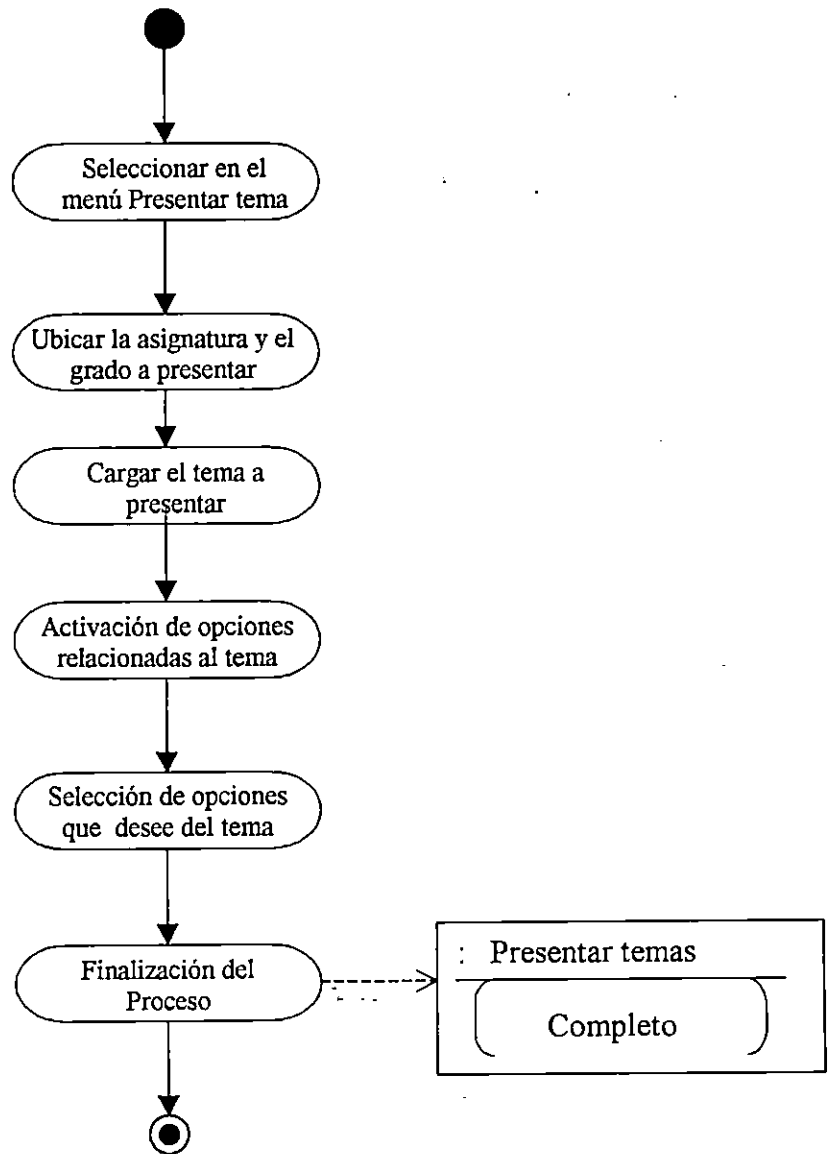 Seleccionar en el
menú Presentar tema
Ubicar la asignatura y el
grado a presentar
Cargar el tema a
presentar
Activación de opciones
relacionadas al tema
Selección de opciones
que desee del tema
Finalización del
Proceso
: Presentar temas
Completo